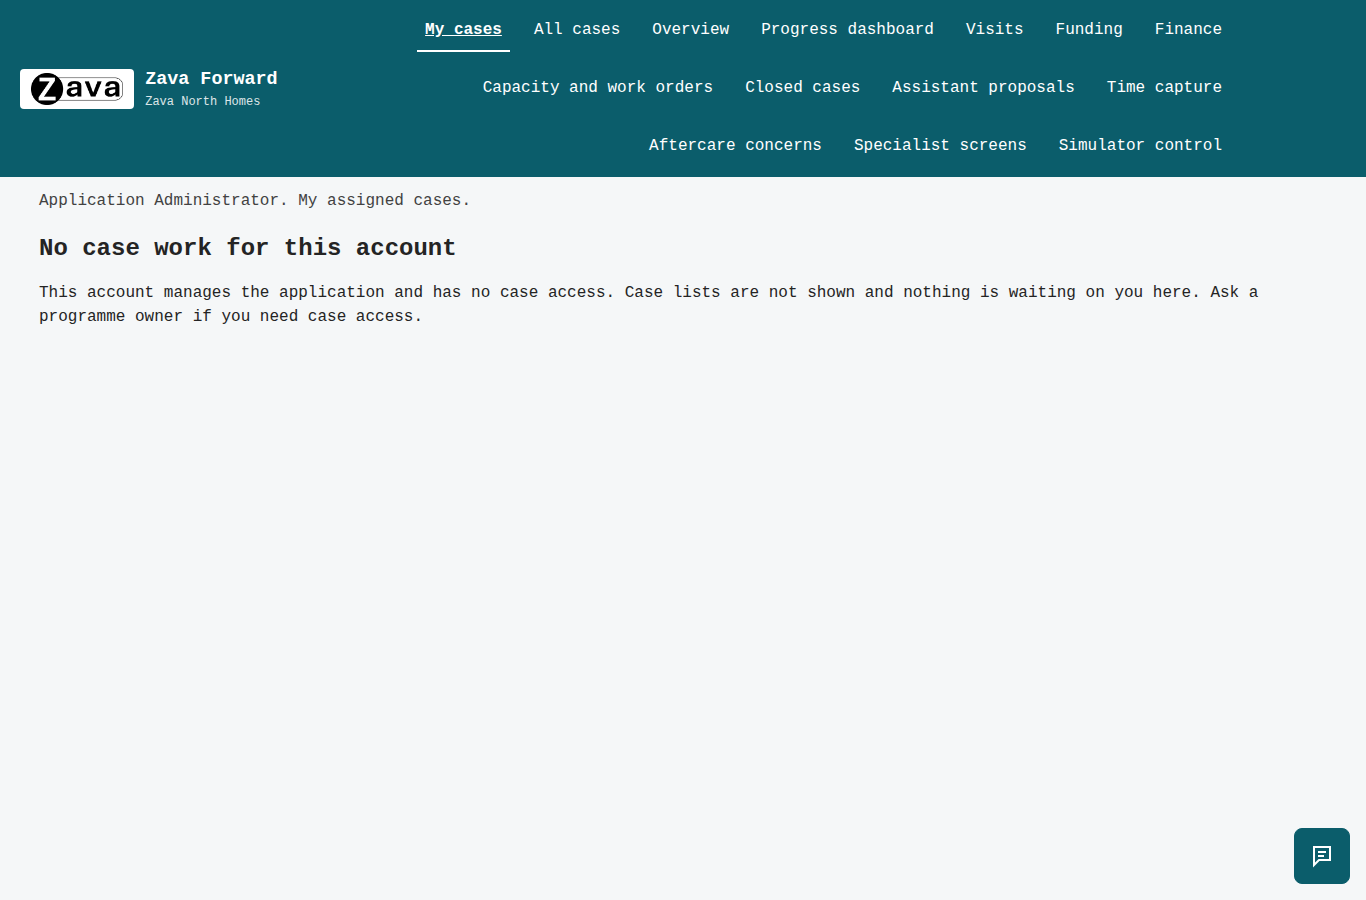 My cases All cases Overview Progress dashboard Visits Funding Finance
Zava Zava Forward
Zava North Homes
Capacity and work orders Closed cases Assistant proposals Time capture
Aftercare concerns Specialist screens Simulator control
Application Administrator. My assigned cases.
No case work for this account
This account manages the application and has no case access. Case lists are not shown and nothing is waiting on you here. Ask a
programme owner if you need case access.